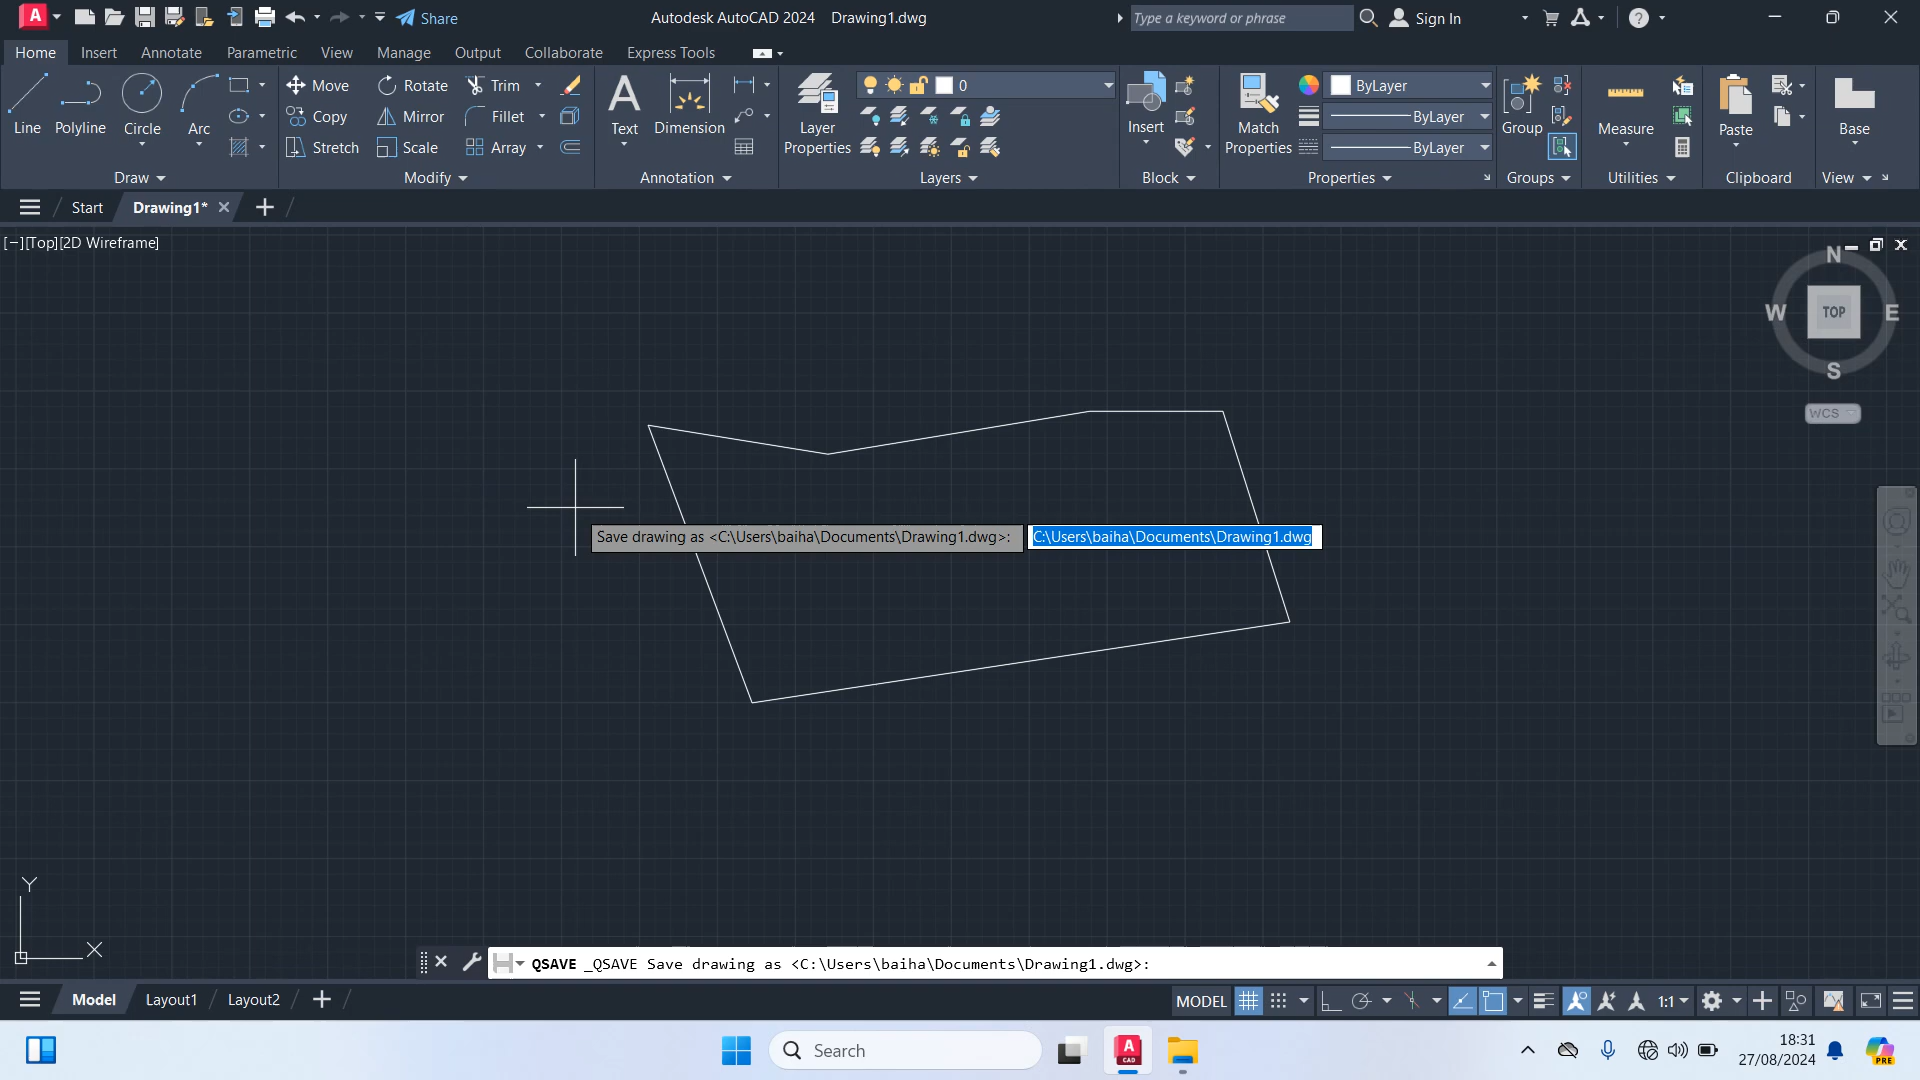 Share
Autodesk AutoCAD 2024 Drawing1.dwg
Type a keyword or phrase
Sign In
Home Insert Annotate Parametric View Manage Output Collaborate Express Tools
Line Polyline Circle Arc
Move Rotate Trim
Copy Mirror Fillet
Stretch Scale Array
Text Dimension
Layer
Properties
0
Insert
Match
Properties
ByLayer
ByLayer
ByLayer
Group
Measure
Paste
Base
Draw Modify Annotation Layers Block Properties Groups Utilities Clipboard View
Start Drawing1*
[−][Top][2D Wireframe]
N
W TOP E
S
WCS
Save drawing as <C:\Users\baiha\Documents\Drawing1.dwg>: C:\Users\baiha\Documents\Drawing1.dwg
Y
X
QSAVE _QSAVE Save drawing as <C:\Users\baiha\Documents\Drawing1.dwg>:
Model Layout1 Layout2
MODEL 1:1
Search
A
CAD
18:31
27/08/2024
PRE